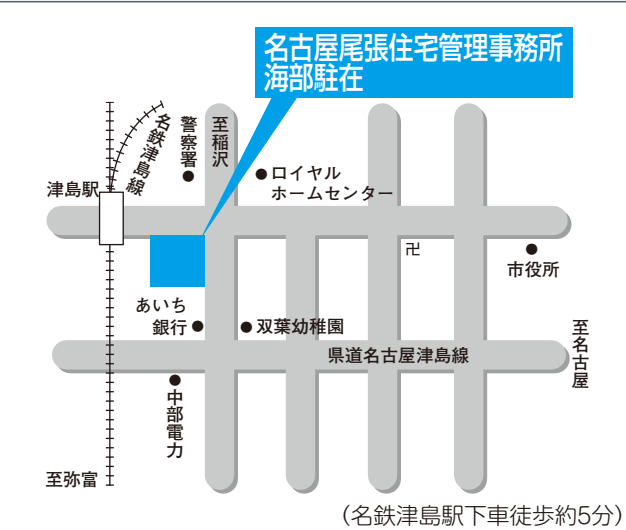 名古屋尾張住宅管理事務所
海部駐在
名鉄津島線
警察署
至稲沢
ロイヤル
ホームセンター
津島駅
卍
市役所
あいち
銀行
双葉幼稚園
至名古屋
県道名古屋津島線
中部電力
至弥富
(名鉄津島駅下車徒歩約5分)